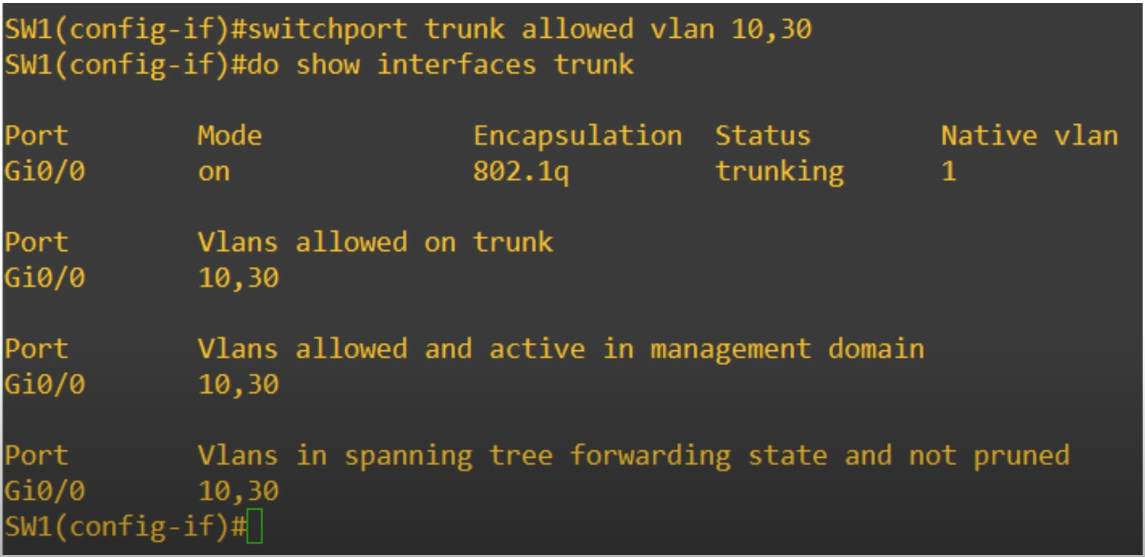 SW1(config-if)#switchport trunk allowed vlan 10,30
SW1(config-if)#do show interfaces trunk
Port Mode Encapsulation Status Native vlan
Gi0/0 on 802.1q trunking 1
Port Vlans allowed on trunk
Gi0/0 10,30
Port Vlans allowed and active in management domain
Gi0/0 10,30
Port Vlans in spanning tree forwarding state and not pruned
Gi0/0 10,30
SW1(config-if)#